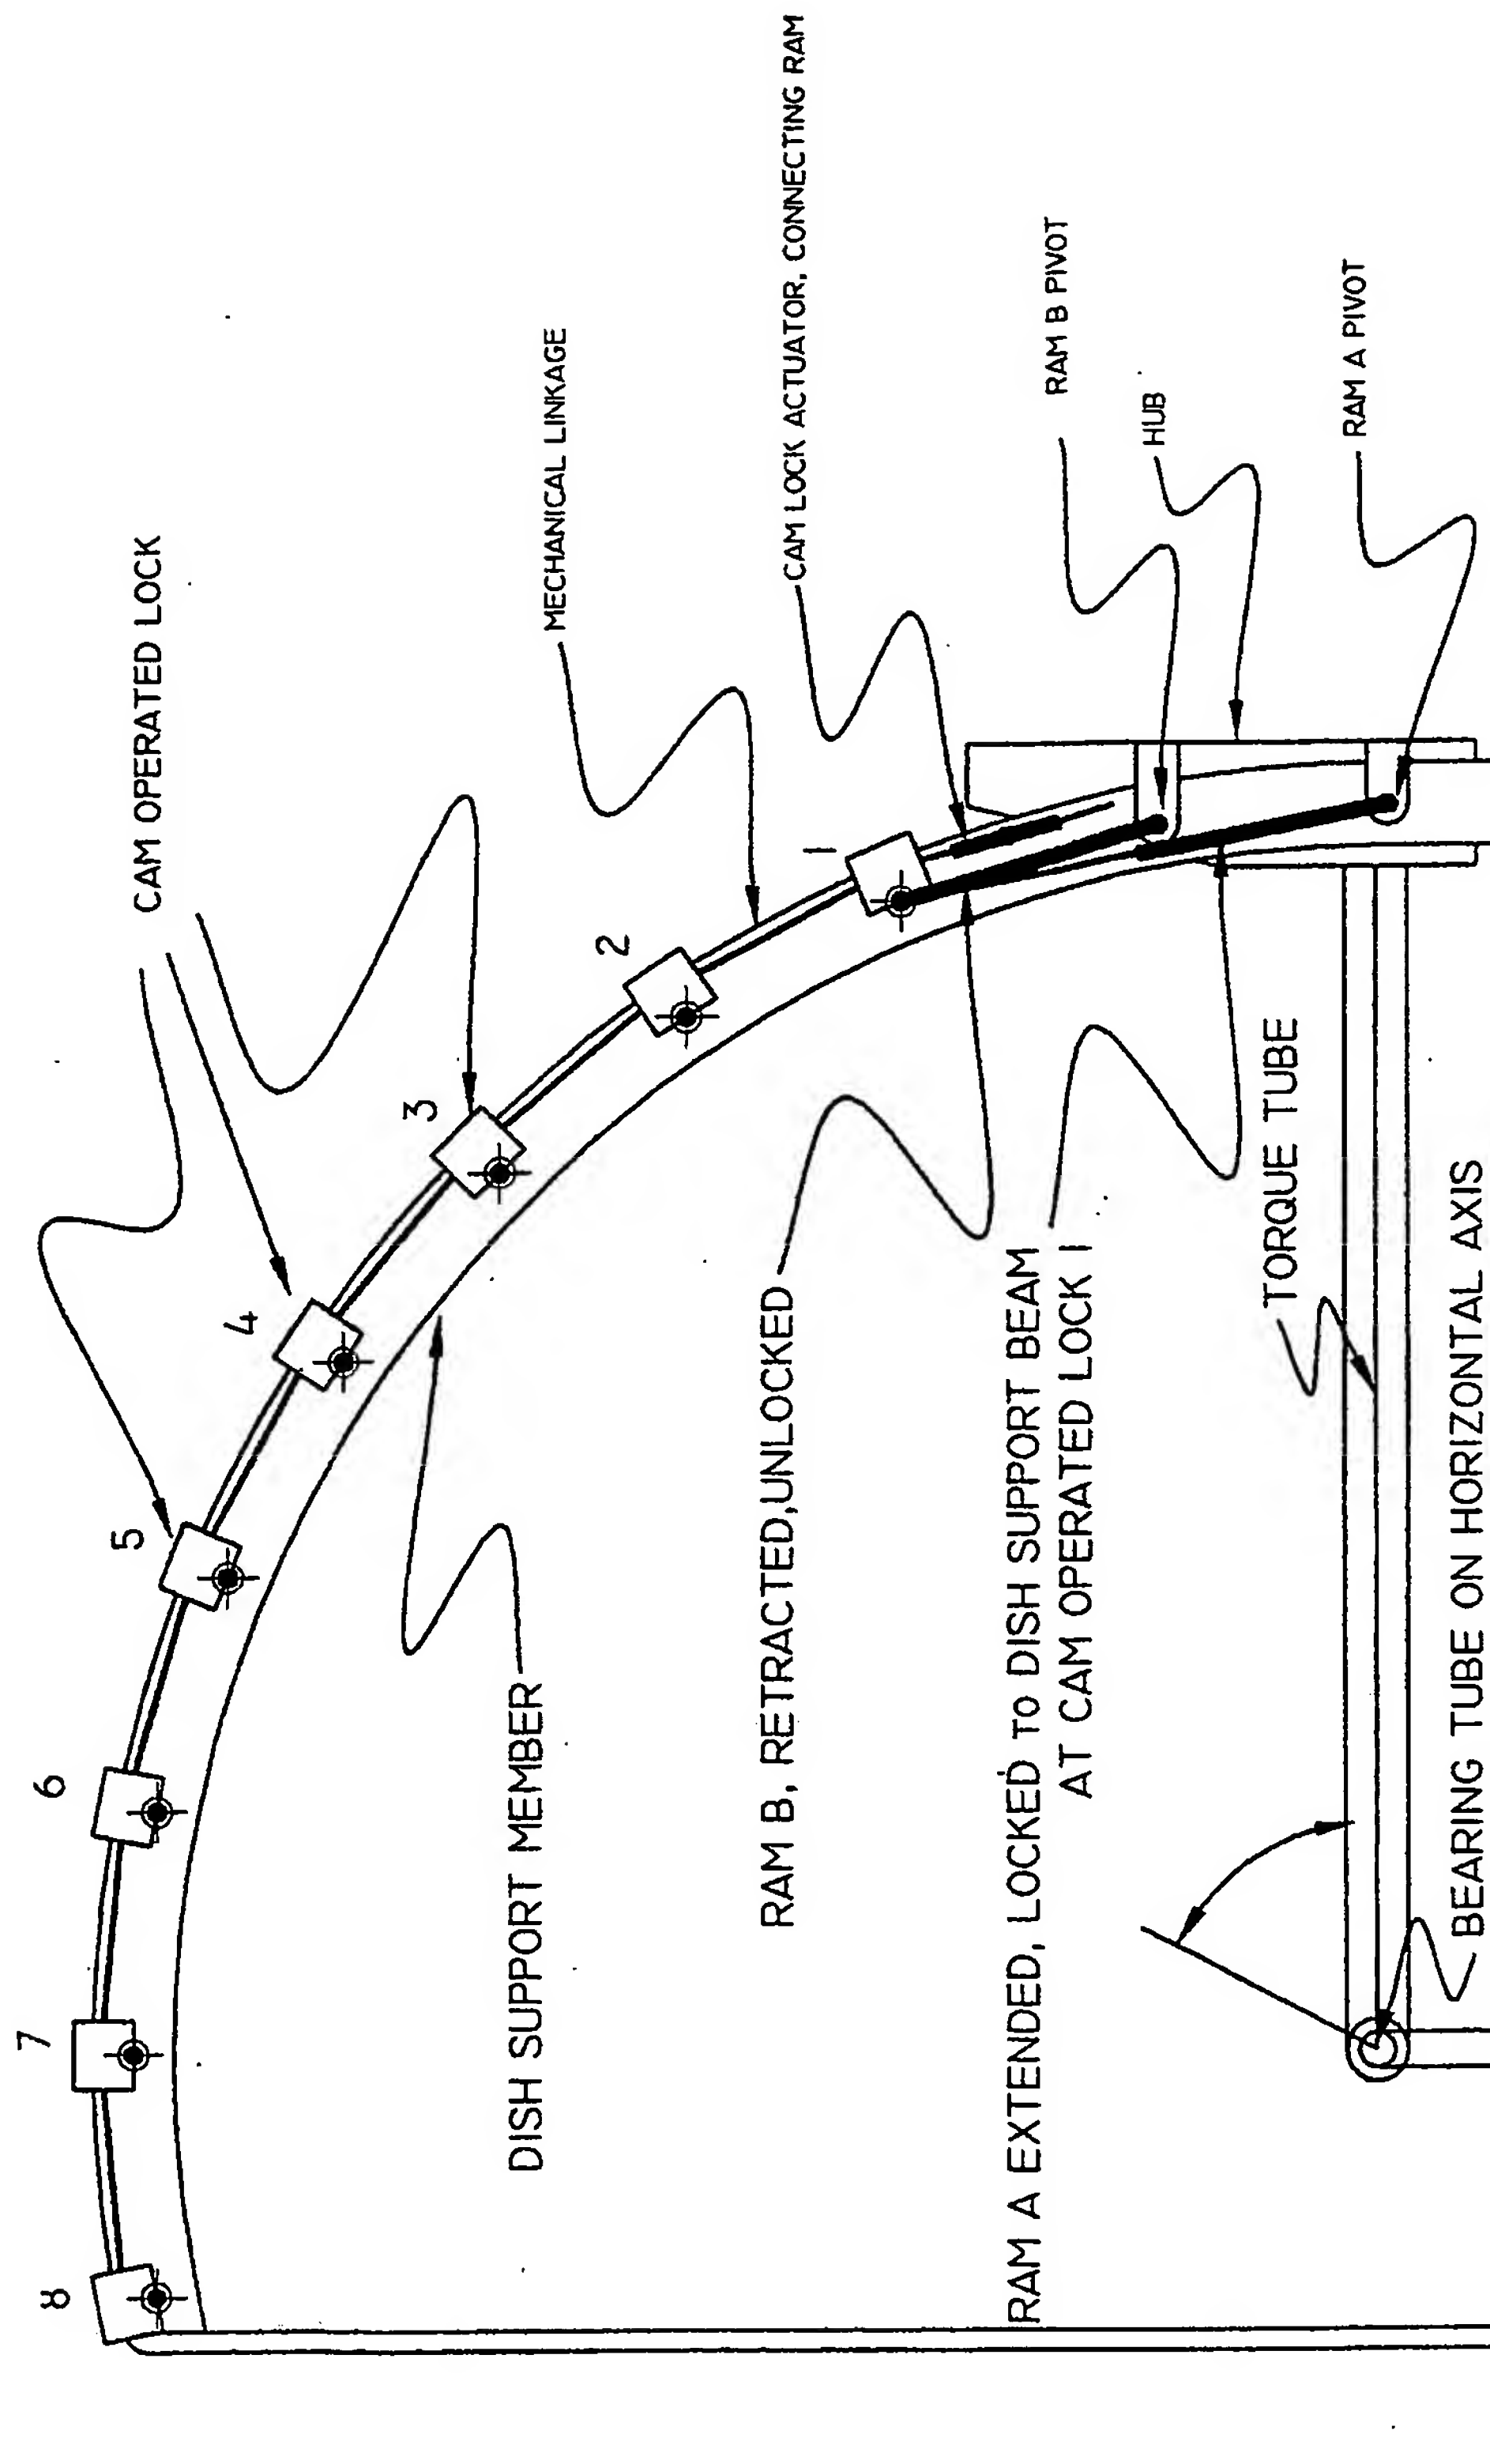 CAM OPERATED LOCK
MECHANICAL LINKAGE
CAM LOCK ACTUATOR, CONNECTING RAM
RAM B PIVOT
HUB
RAM A PIVOT
8
7
6
5
4
3
2
1
DISH SUPPORT MEMBER
RAM B, RETRACTED,UNLOCKED
RAM A EXTENDED, LOCKED TO DISH SUPPORT BEAM
AT CAM OPERATED LOCK 1
TORQUE TUBE
BEARING TUBE ON HORIZONTAL AXIS